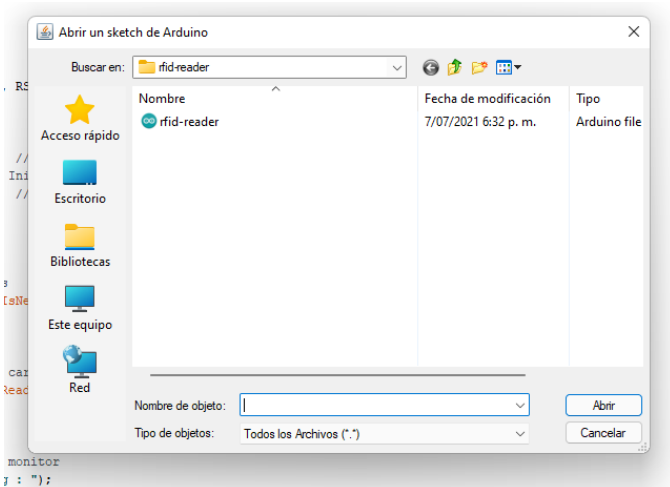 Abrir un sketch de Arduino
Buscar en: rfid-reader
, RS
Nombre Fecha de modificación Tipo
rfid-reader 7/07/2021 6:32 p. m. Arduino file
Acceso rápido
//
Ini
//
Escritorio
Bibliotecas
s
IsNe
Este equipo
car
Read
Red
Nombre de objeto: Abrir
Tipo de objetos: Todos los Archivos (*.*) Cancelar
monitor
g : ");